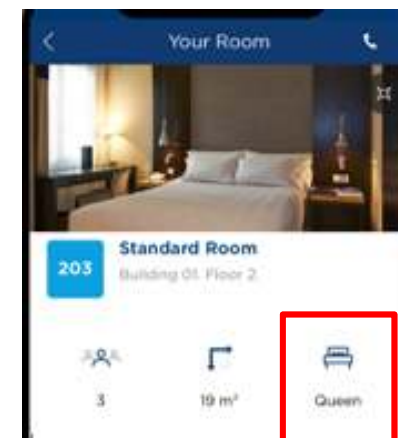 Your Room
Standard Room
203
Building 01. Floor 2
3
19 m²
Queen